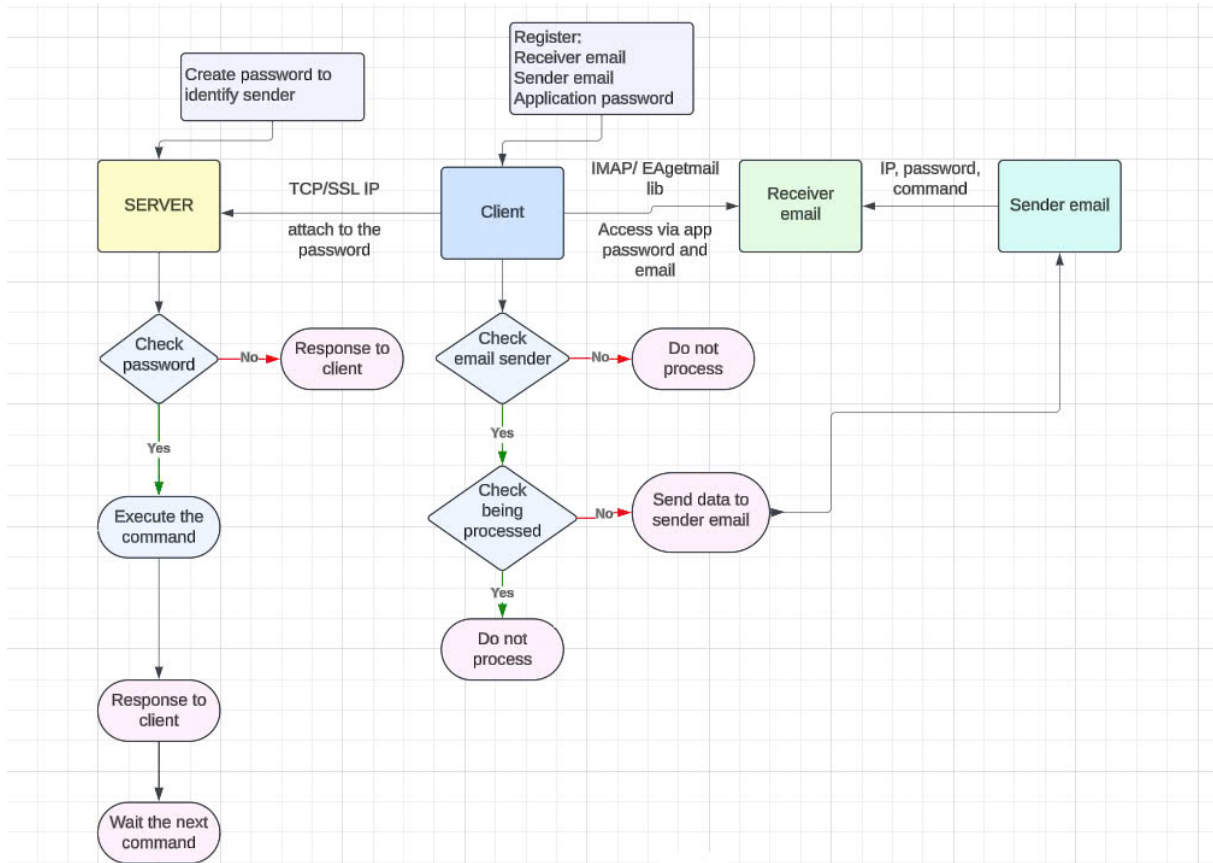 Register:
Receiver email
Sender email
Application password
Create password to
identify sender
SERVER
TCP/SSL IP
attach to the
password
Client
IMAP/ EAgetmail
lib
Access via app
password and
email
Receiver
email
IP, password,
command
Sender email
Check
password
No
Response to
client
Check
email sender
No
Do not
process
Yes
Yes
Execute the
command
Check
being
processed
No
Send data to
sender email
Yes
Do not
process
Response to
client
Wait the next
command